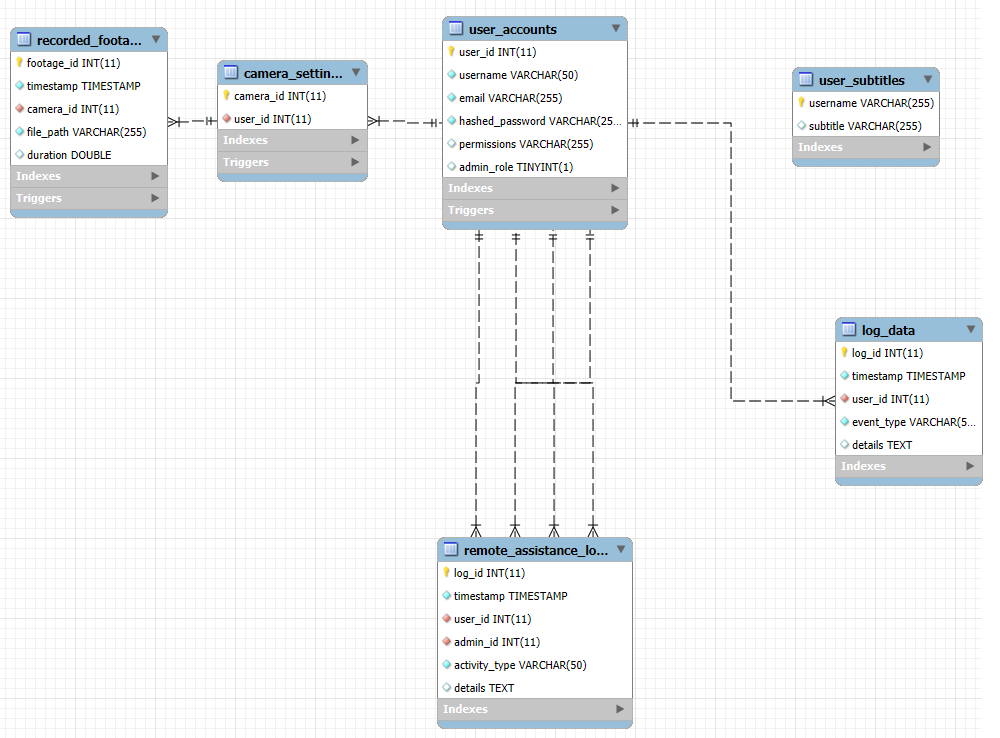 recorded_foota...
footage_id INT(11)
timestamp TIMESTAMP
camera_id INT(11)
file_path VARCHAR(255)
duration DOUBLE
Indexes
Triggers
camera_settin...
camera_id INT(11)
user_id INT(11)
Indexes
Triggers
user_accounts
user_id INT(11)
username VARCHAR(50)
email VARCHAR(255)
hashed_password VARCHAR(25...
permissions VARCHAR(255)
admin_role TINYINT(1)
Indexes
Triggers
user_subtitles
username VARCHAR(255)
subtitle VARCHAR(255)
Indexes
log_data
log_id INT(11)
timestamp TIMESTAMP
user_id INT(11)
event_type VARCHAR(5...
details TEXT
Indexes
remote_assistance_lo...
log_id INT(11)
timestamp TIMESTAMP
user_id INT(11)
admin_id INT(11)
activity_type VARCHAR(50)
details TEXT
Indexes